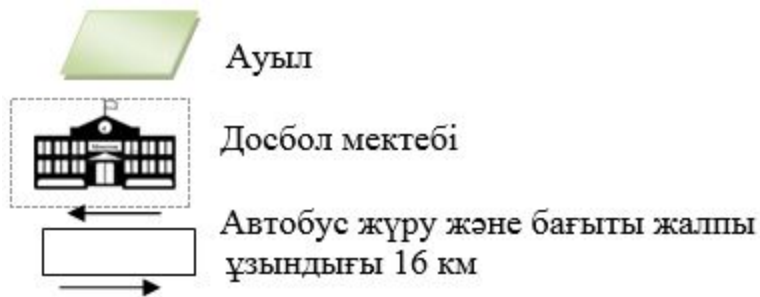 Ауыл
Досбол мектебі
Автобус жүру және бағыты жалпы
ұзындығы 16 км